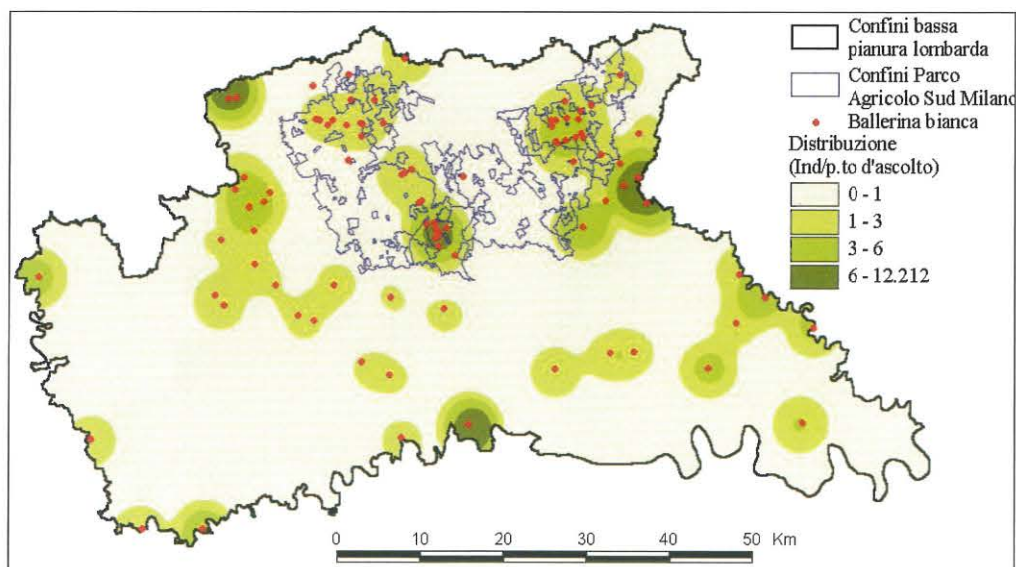 Confini bassa
pianura lombarda
Confini Parco
Agricolo Sud Milano
Ballerina bianca
Distribuzione
(Ind/p.to d'ascolto)
0 - 1
1 - 3
3 - 6
6 - 12.212
0 10 20 30 40 50 Km